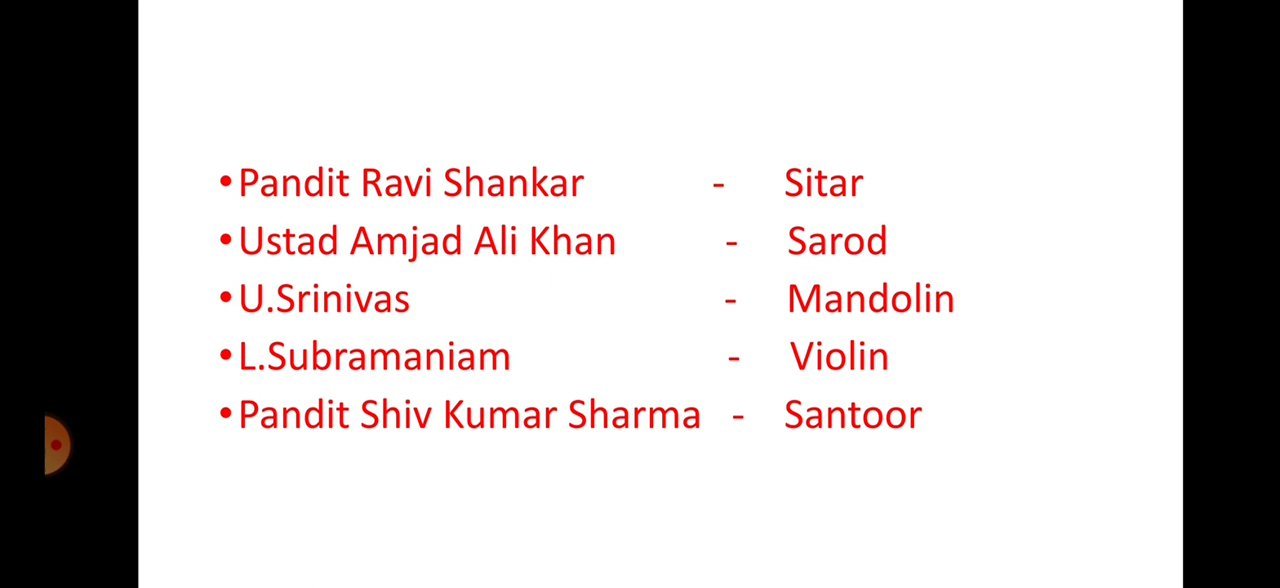 •Pandit Ravi Shankar - Sitar
•Ustad Amjad Ali Khan - Sarod
•U.Srinivas - Mandolin
•L.Subramaniam - Violin
•Pandit Shiv Kumar Sharma - Santoor